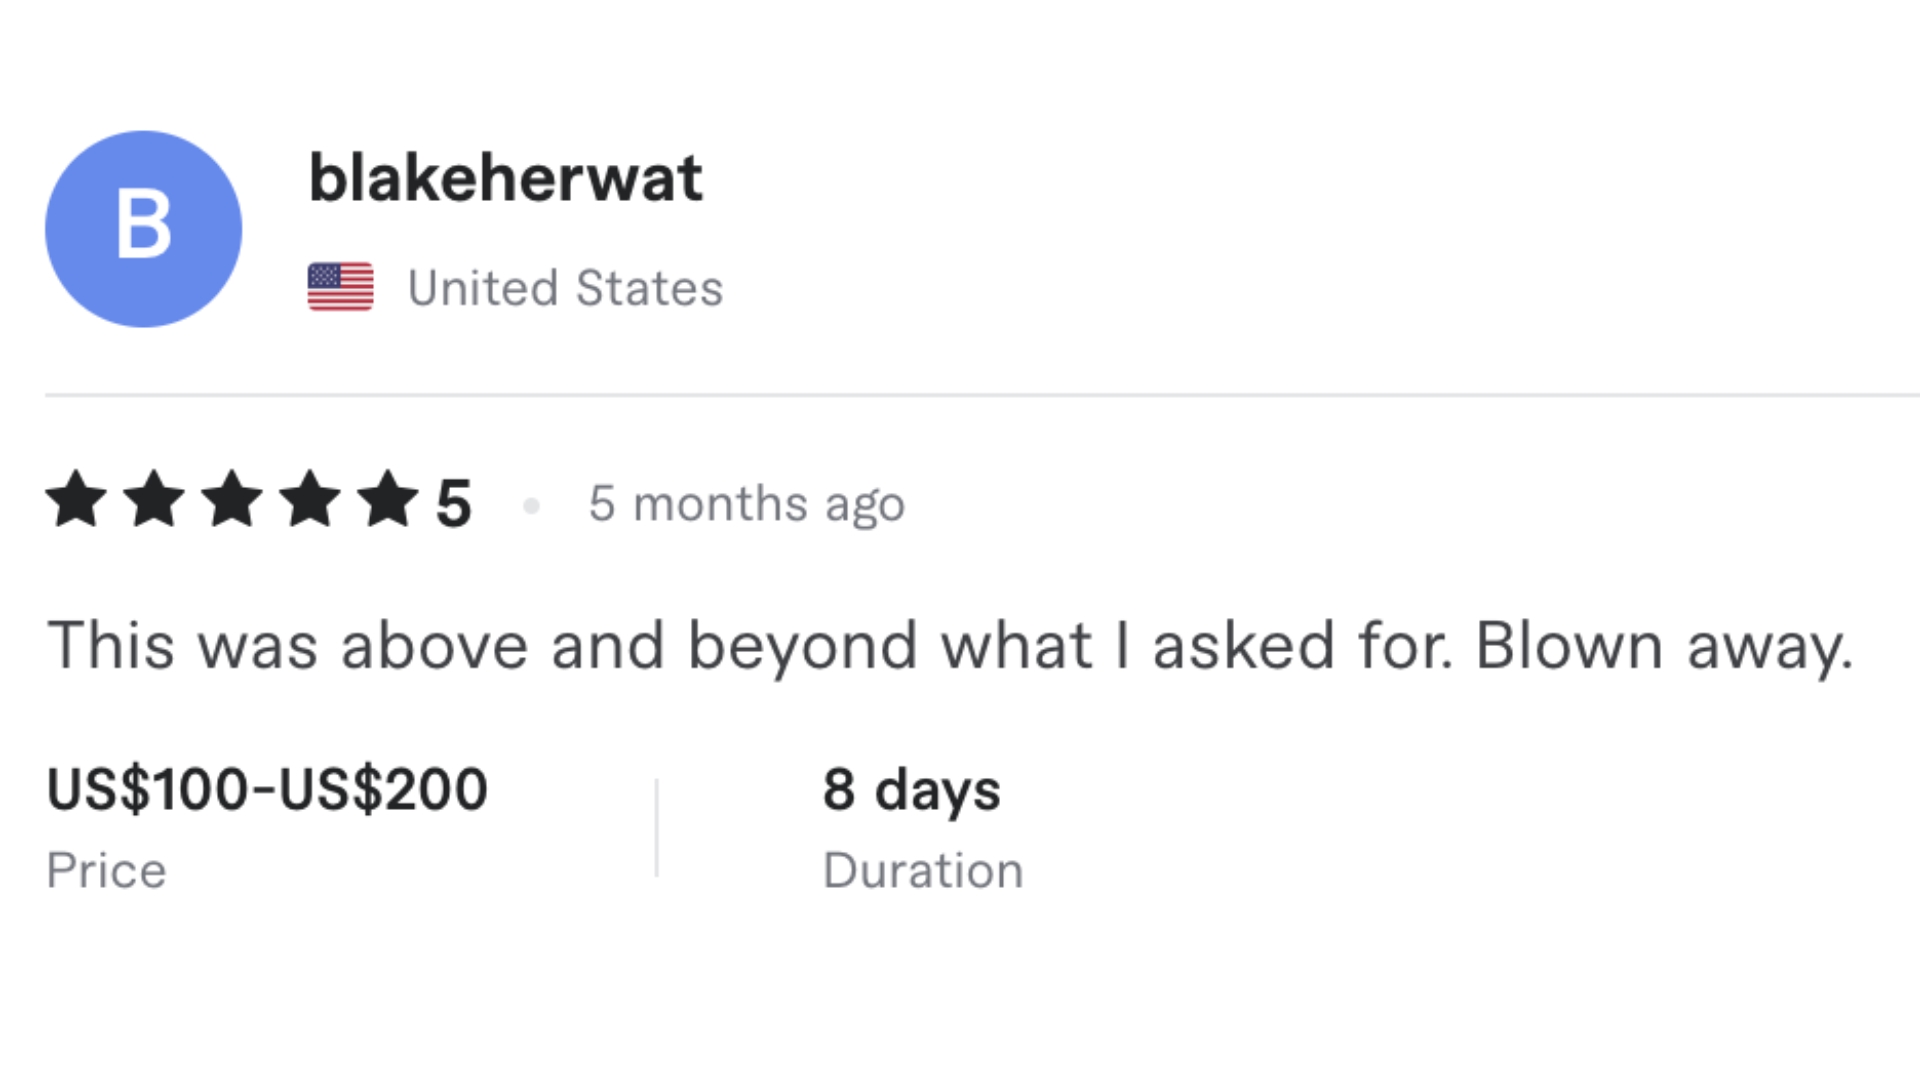 B
blakeherwat
United States
5 • 5 months ago
This was above and beyond what I asked for. Blown away.
US$100-US$200
Price
8 days
Duration